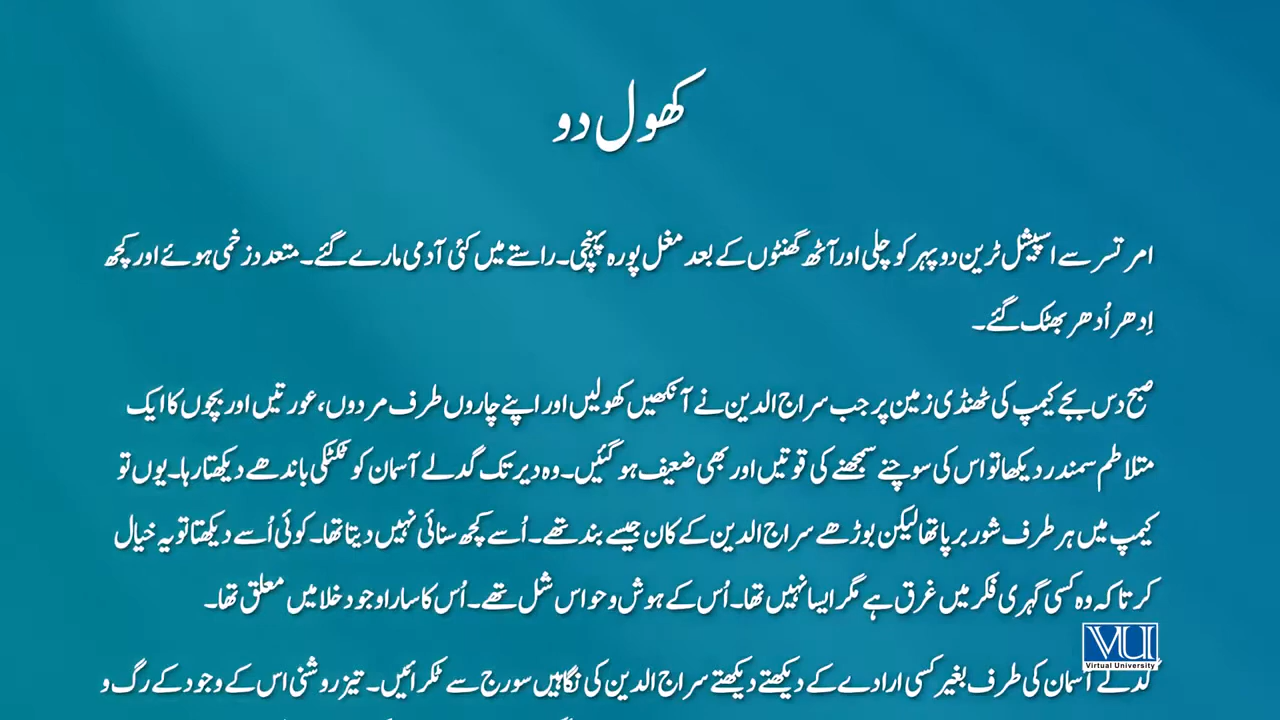 کھول دو
امر تسر سے اسپیشل ٹرین دوپہر کو چلی اور آٹھ گھنٹوں کے بعد مغل پورہ پہنچی۔ راستے میں کئی آدمی مارے گئے۔ متعدد زخمی ہوئے اور کچھ
اِدھر اُدھر بھٹک گئے۔
صبح دس بجے کیمپ کی ٹھنڈی زمین پر جب سراج الدین نے آنکھیں کھولیں اور اپنے چاروں طرف مردوں، عورتیں اور بچوں کا ایک
متلاطم سمندر دیکھا تو اس کی سوچنے سمجھنے کی قوتیں اور بھی ضعیف ہو گئیں۔ وہ دیر تک گدلے آسمان کو ٹکٹکی باندھے دیکھتا رہا۔ یوں تو
کیمپ میں ہر طرف شور برپا تھا لیکن بوڑھے سراج الدین کے کان جیسے بند تھے۔ اُسے کچھ سنائی نہیں دیتا تھا۔ کوئی اُسے دیکھتا تو یہ خیال
کرتا کہ وہ کسی گہری فکر میں غرق ہے مگر ایسا نہیں تھا۔ اُس کے ہوش و حواس شل تھے۔ اُس کا سارا وجود خلا میں معلق تھا۔
VU
Virtual University
گدلے آسمان کی طرف بغیر کسی ارادے کے دیکھتے دیکھتے سراج الدین کی نگاہیں سورج سے ٹکرائیں۔ تیز روشنی اس کے وجود کے رگ و